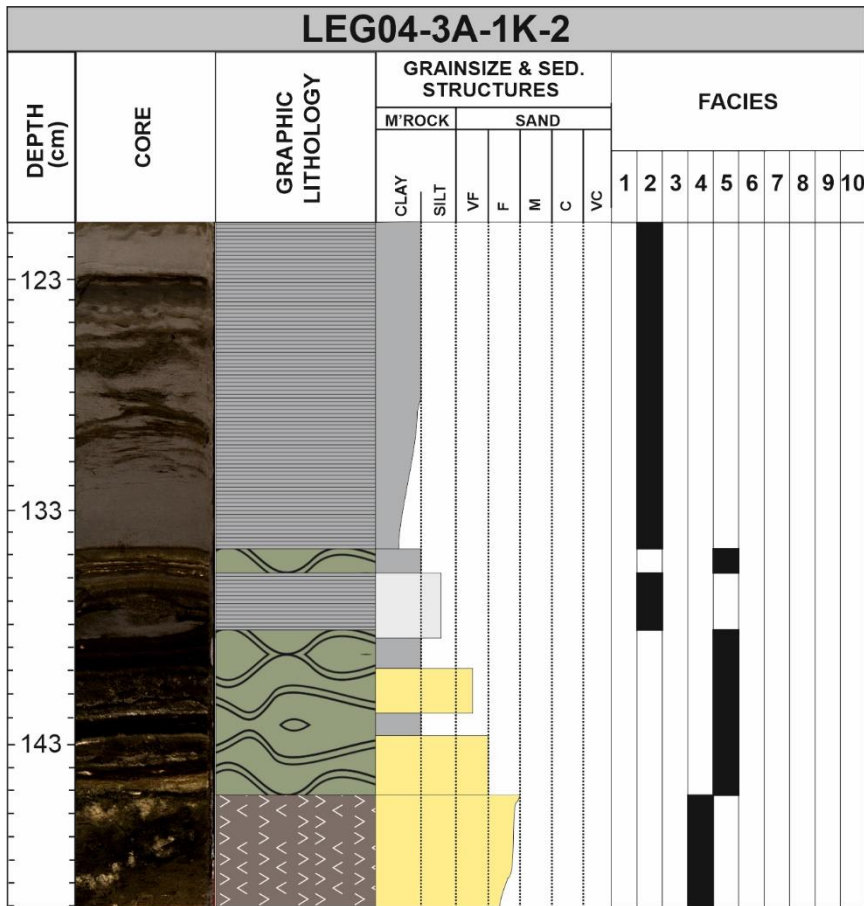 LEG04-3A-1K-2
DEPTH
(cm)
CORE
GRAPHIC
LITHOLOGY
GRAINSIZE & SED.
STRUCTURES
M'ROCK
SAND
CLAY
SILT
VF
F
M
C
VC
FACIES
1 2 3 4 5 6 7 8 9 10
123
133
143